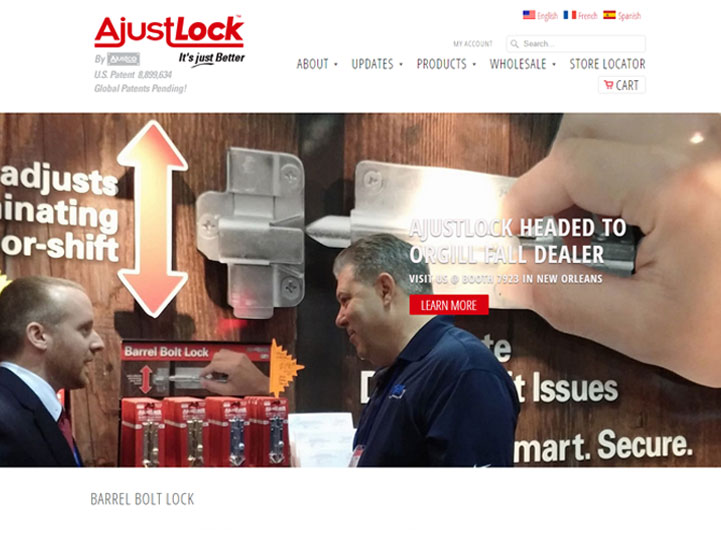 AjustLock™
By Ajustco
It's just Better
U.S. Patent 8,899,634
Global Patents Pending!
English French Spanish
MY ACCOUNT
Search...
ABOUT UPDATES PRODUCTS WHOLESALE STORE LOCATOR
CART
adjusts
inating
or-shift
AJUSTLOCK HEADED TO
ORGILL FALL DEALER
VISIT US @ BOOTH 7923 IN NEW ORLEANS
LEARN MORE
Barrel Bolt Lock
te
D t Issues
mart. Secure.
BARREL BOLT LOCK